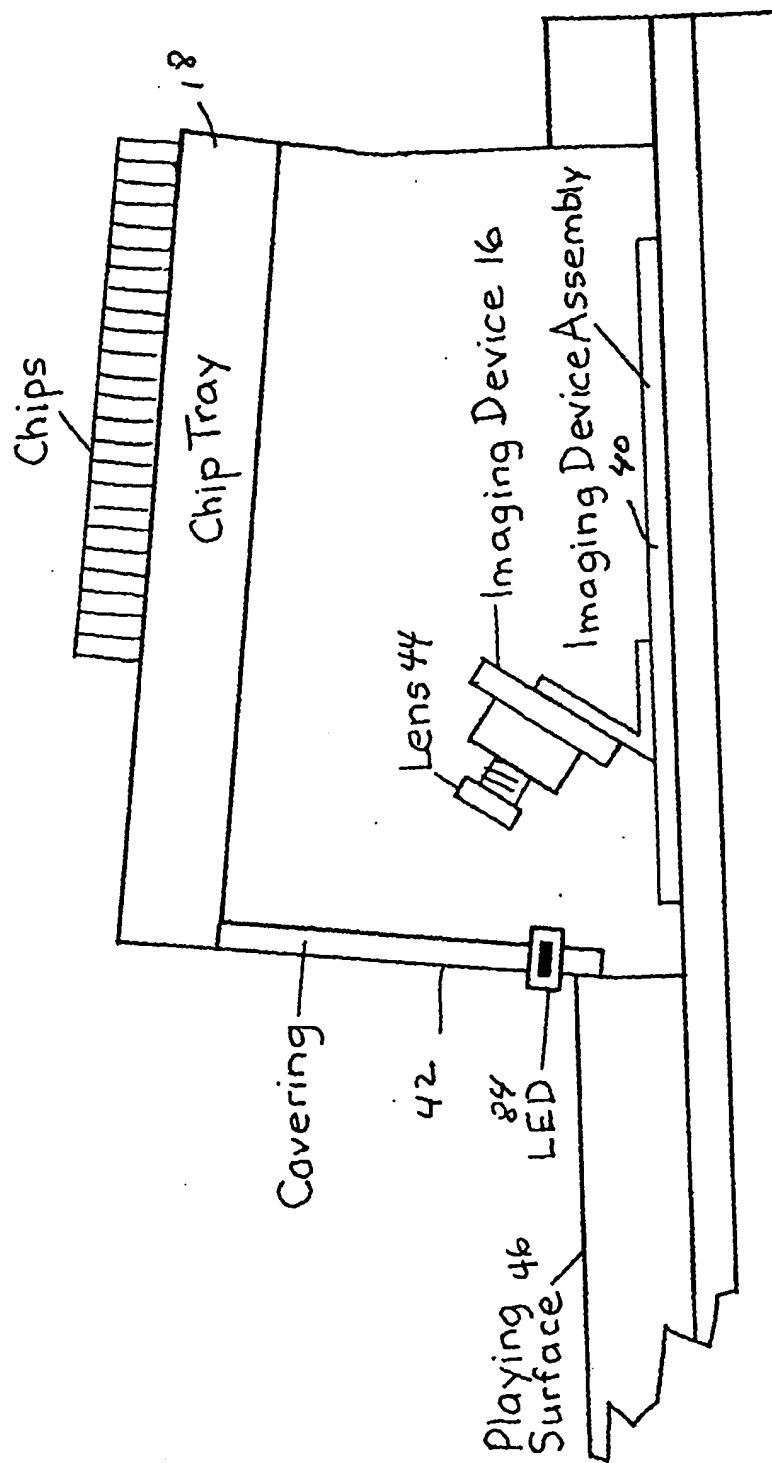 Chips
18
Chip Tray
Lens 44
Imaging Device 16
Imaging Device Assembly
40
Covering
42
84
LED
Playing 46
Surface